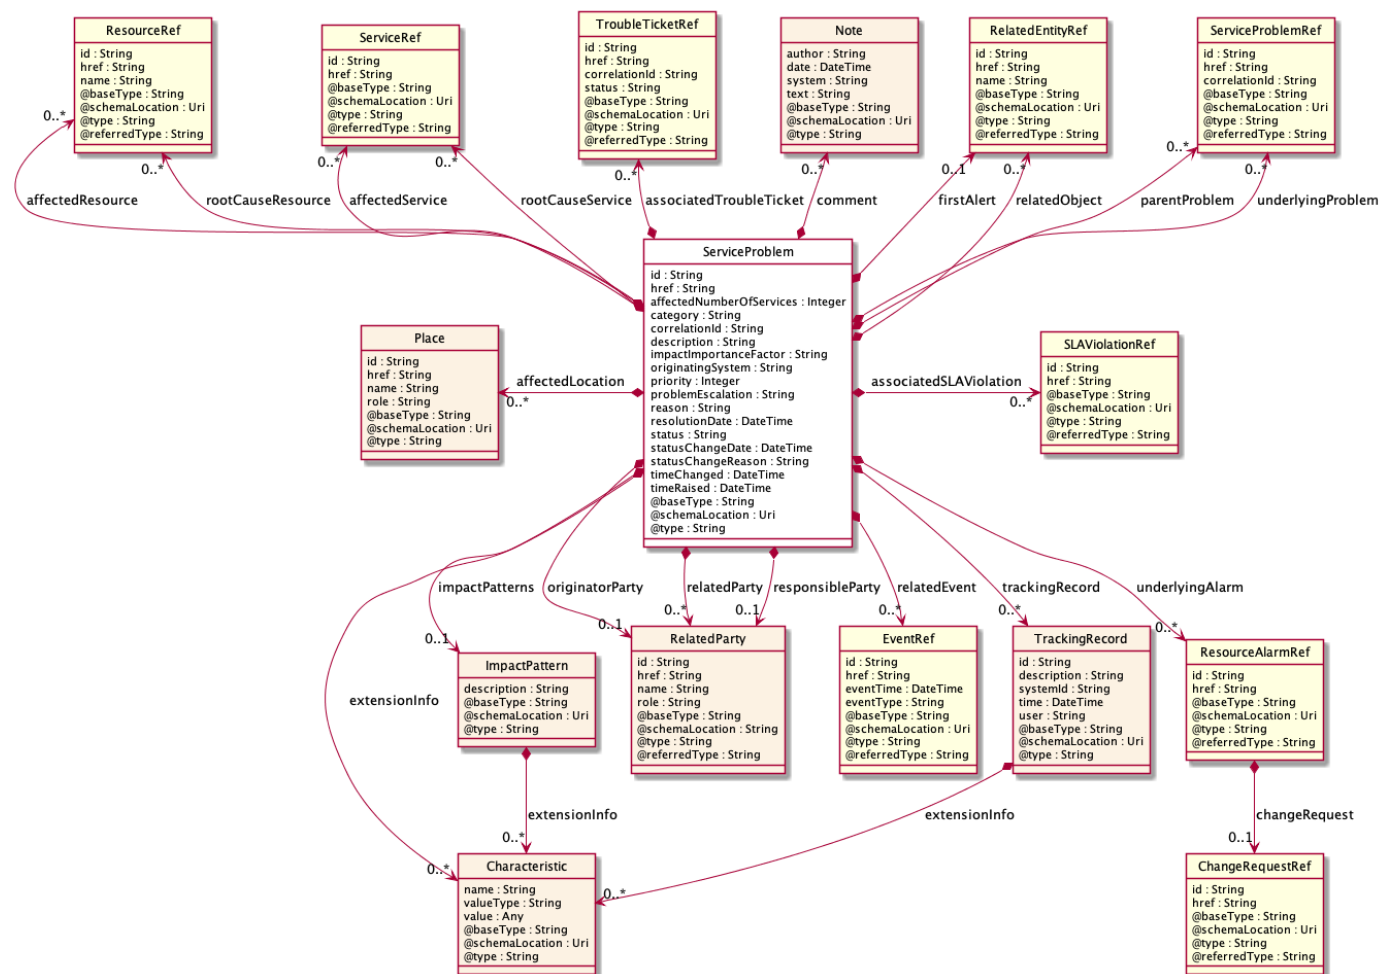 ResourceRef
id : String
href : String
name : String
@baseType : String
@schemaLocation : Uri
@type : String
@referredType : String
ServiceRef
id : String
href : String
@baseType : String
@schemaLocation : Uri
@type : String
@referredType : String
TroubleTicketRef
id : String
href : String
correlationId : String
status : String
@baseType : String
@schemaLocation : Uri
@type : String
@referredType : String
Note
author : String
date : DateTime
system : String
text : String
@baseType : String
@schemaLocation : Uri
@type : String
RelatedEntityRef
id : String
href : String
name : String
@baseType : String
@schemaLocation : Uri
@type : String
@referredType : String
ServiceProblemRef
id : String
href : String
correlationId : String
@baseType : String
@schemaLocation : Uri
@type : String
@referredType : String
0..*
0..*
0..*
0..*
0..*
0..*
0..1
0..*
0..*
0..*
affectedResource
rootCauseResource
affectedService
rootCauseService
associatedTroubleTicket
comment
firstAlert
relatedObject
parentProblem
underlyingProblem
ServiceProblem
id : String
href : String
affectedNumberOfServices : Integer
category : String
correlationId : String
description : String
impactImportanceFactor : String
originatingSystem : String
priority : Integer
problemEscalation : String
reason : String
resolutionDate : DateTime
status : String
statusChangeDate : DateTime
statusChangeReason : String
timeChanged : DateTime
timeRaised : DateTime
@baseType : String
@schemaLocation : Uri
@type : String
Place
id : String
href : String
name : String
role : String
@baseType : String
@schemaLocation : Uri
@type : String
affectedLocation
0..*
associatedSLAViolation
0..*
SLAViolationRef
id : String
href : String
@baseType : String
@schemaLocation : Uri
@type : String
@referredType : String
impactPatterns
originatorParty
relatedParty
responsibleParty
relatedEvent
trackingRecord
underlyingAlarm
0..1
0..1
0..*
0..1
0..*
0..*
0..*
extensionInfo
ImpactPattern
description : String
@baseType : String
@schemaLocation : Uri
@type : String
RelatedParty
id : String
href : String
name : String
role : String
@baseType : String
@schemaLocation : String
@type : String
@referredType : String
EventRef
id : String
href : String
eventTime : DateTime
eventType : String
@baseType : String
@schemaLocation : Uri
@type : String
@referredType : String
TrackingRecord
id : String
description : String
systemId : String
time : DateTime
user : String
@baseType : String
@schemaLocation : Uri
@type : String
ResourceAlarmRef
id : String
href : String
@baseType : String
@schemaLocation : Uri
@type : String
@referredType : String
extensionInfo
extensionInfo
changeRequest
0..*
0..*
0..*
0..1
Characteristic
name : String
valueType : String
value : Any
@baseType : String
@schemaLocation : Uri
@type : String
ChangeRequestRef
id : String
href : String
@baseType : String
@schemaLocation : Uri
@type : String
@referredType : String